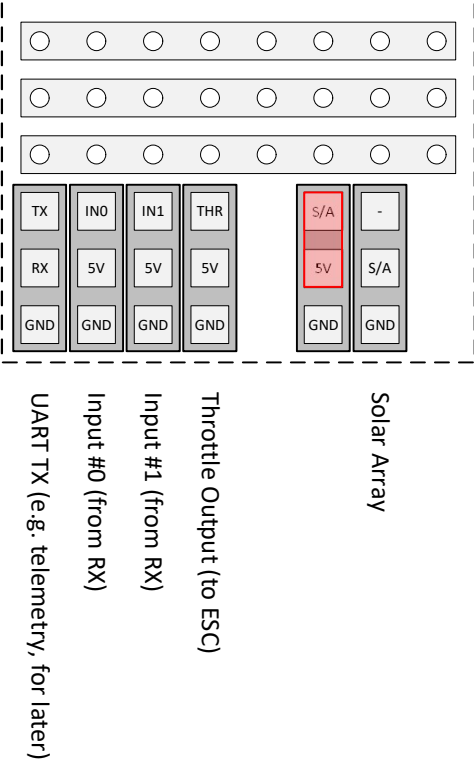 TX IN0 IN1 THR S/A -
RX 5V 5V 5V 5V S/A
GND GND GND GND GND GND
UART TX (e.g. telemetry, for later)
Input #0 (from RX)
Input #1 (from RX)
Throttle Output (to ESC)
Solar Array